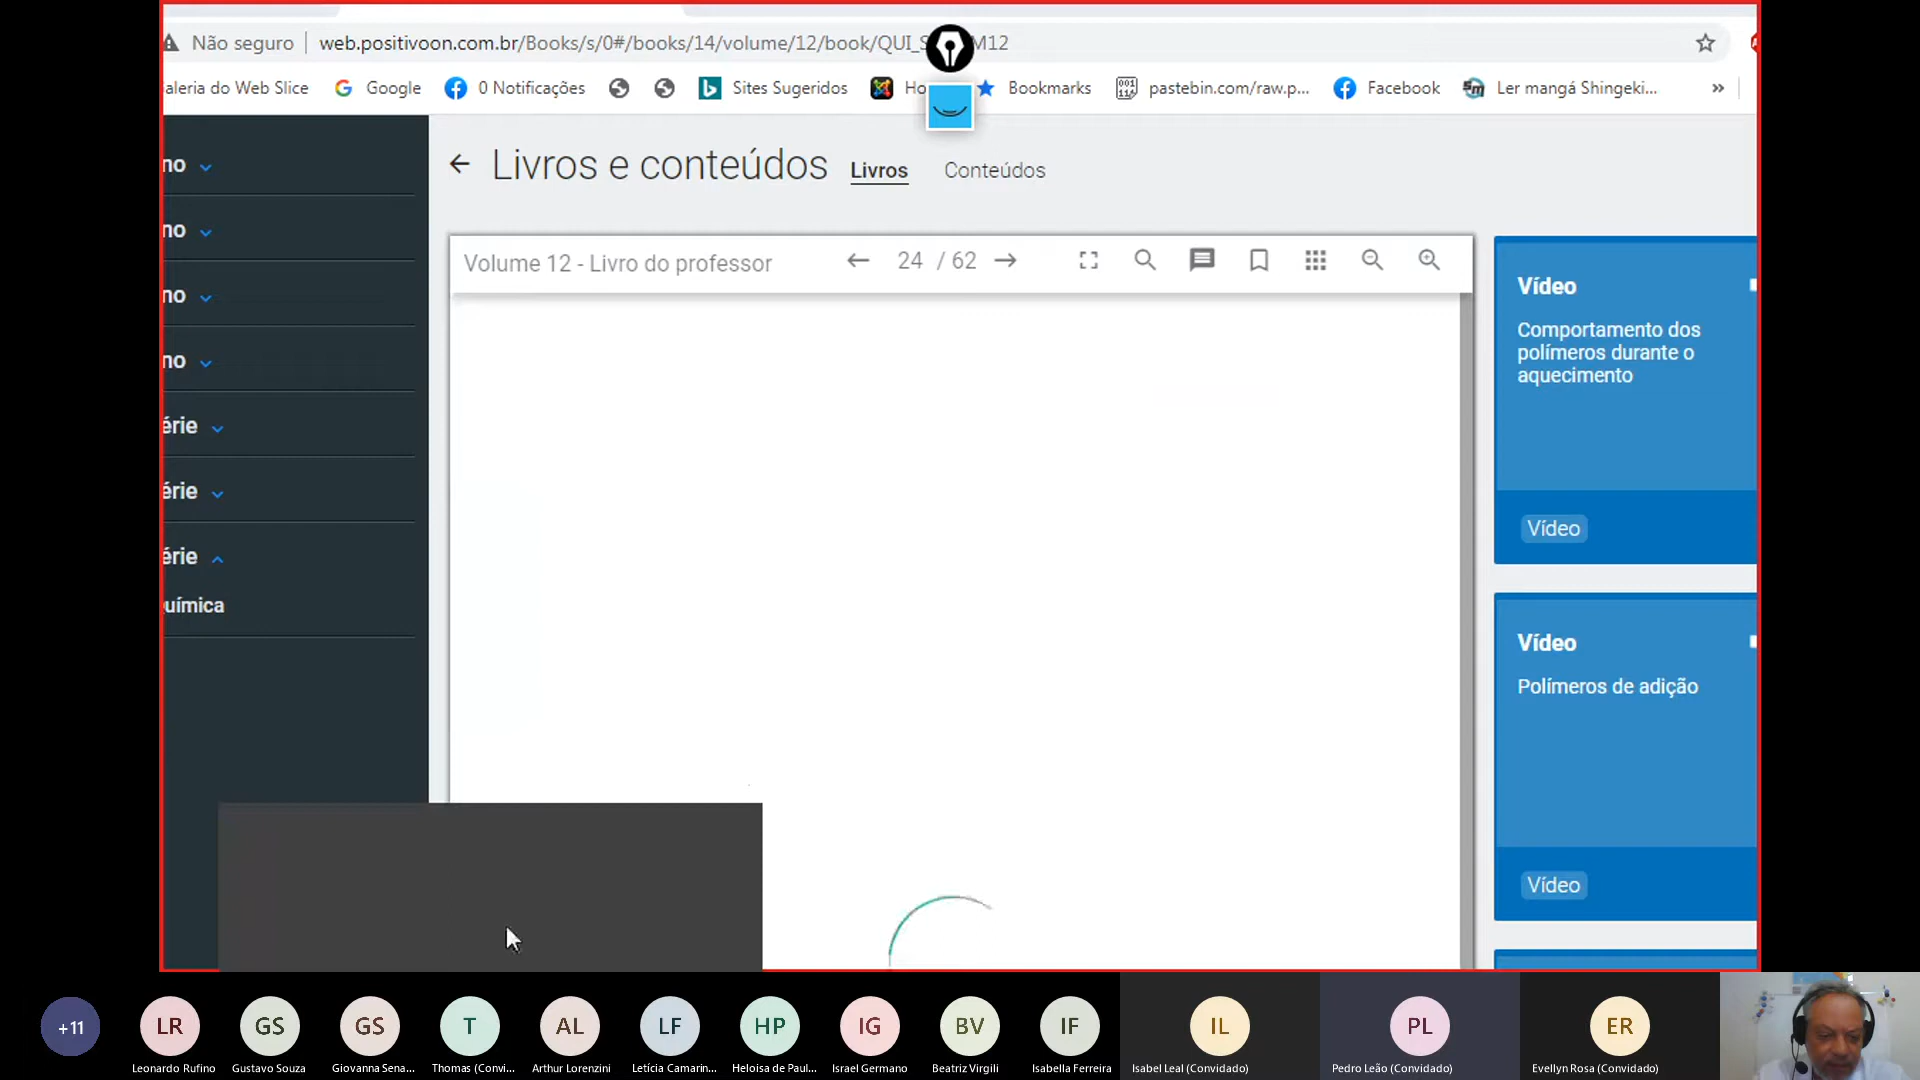 Não seguro
web.positivoon.com.br/Books/s/0#/books/14/volume/12/book/QUI_S M12
aleria do Web Slice
Google
0 Notificações
Sites Sugeridos
Ho
Bookmarks
pastebin.com/raw.p...
Facebook
Ler mangá Shingeki...
»
no
no
no
no
érie
érie
érie
uímica
Livros e conteúdos
Livros
Conteúdos
Volume 12 - Livro do professor
24 / 62
Vídeo
Comportamento dos
polímeros durante o
aquecimento
Vídeo
Vídeo
Polímeros de adição
Vídeo
+11
LR
GS
GS
T
AL
LF
HP
IG
BV
IF
IL
PL
ER
Leonardo Rufino
Gustavo Souza
Giovanna Sena...
Thomas (Convi...
Arthur Lorenzini
Letícia Camarin...
Heloisa de Paul...
Israel Germano
Beatriz Virgili
Isabella Ferreira
Isabel Leal (Convidado)
Pedro Leão (Convidado)
Evellyn Rosa (Convidado)